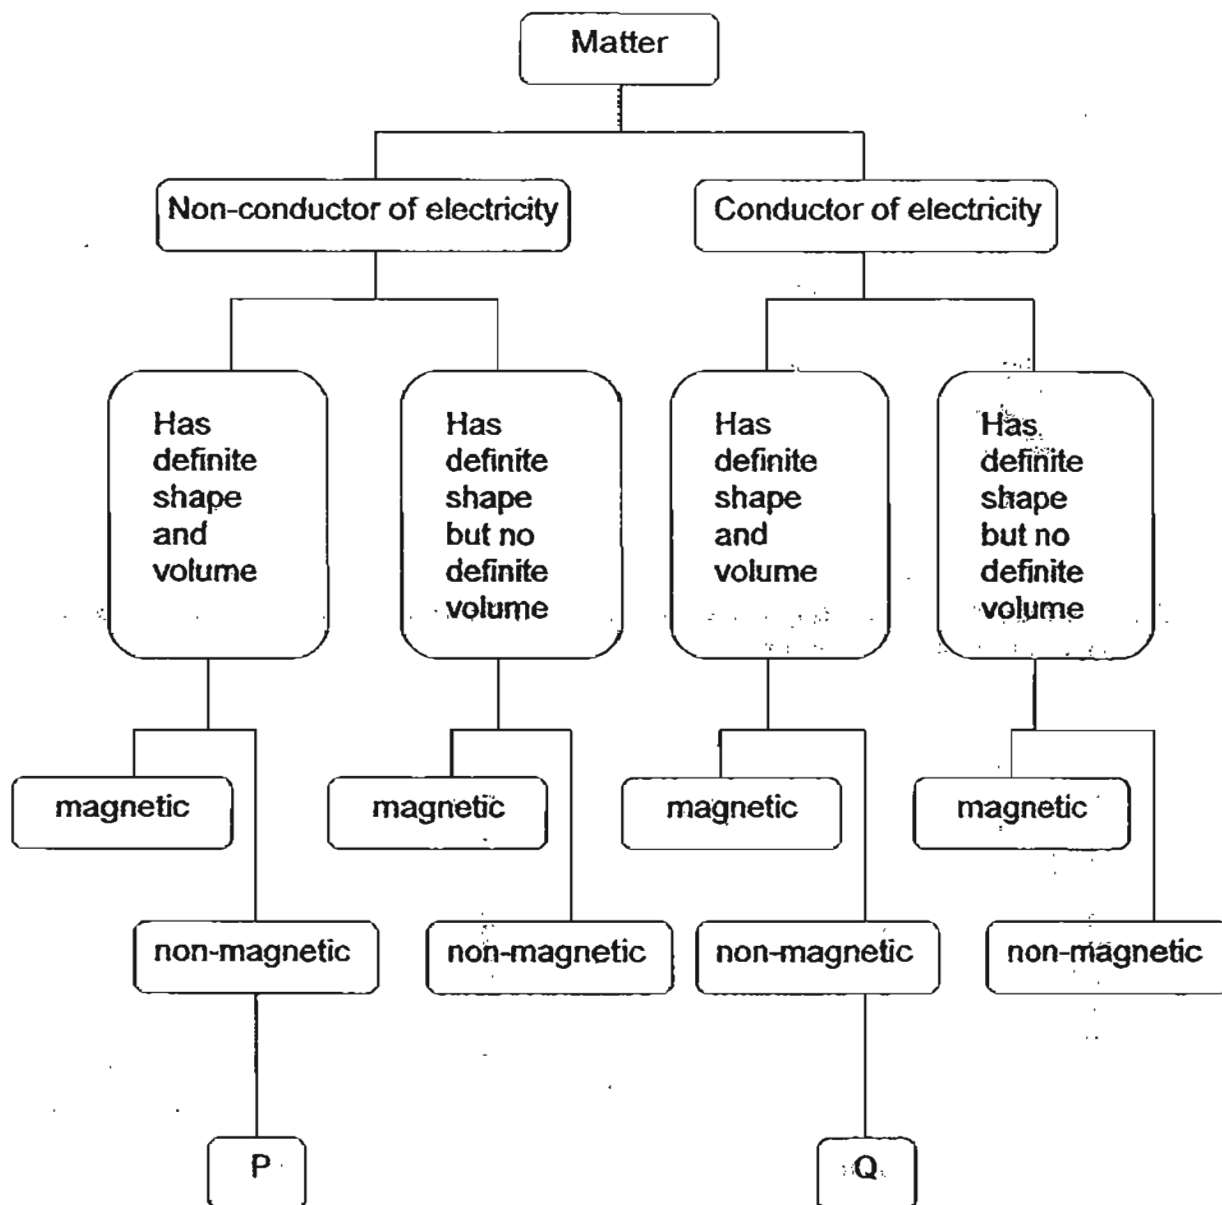 Matter
Non-conductor of electricity
Conductor of electricity
Has
definite
shape
and
volume
Has
definite
shape
but no
definite
volume
Has
definite
shape
and
volume
Has
definite
shape
but no
definite
volume
magnetic
magnetic
magnetic
magnetic
non-magnetic
non-magnetic
non-magnetic
non-magnetic
P
Q